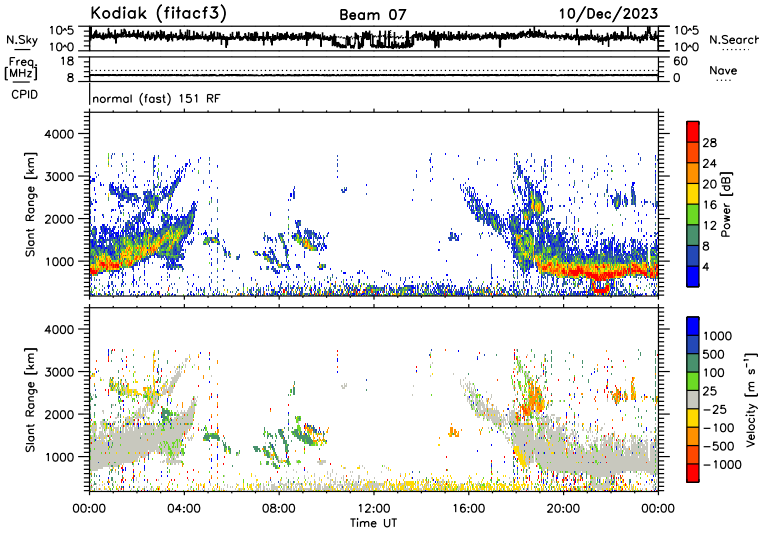 Kodiak (fitacf3) Beam 07 10/Dec/2023
N.Sky 10^5 10^0 10^5 10^0 N.Search
Freq. [MHz] 18 8 60 0 Nave
CPID normal (fast) 151 RF
Slant Range [km] 4000 3000 2000 1000
Power [dB] 28 24 20 16 12 8 4
Slant Range [km] 4000 3000 2000 1000
Velocity [m s⁻¹] 1000 500 100 25 −25 −100 −500 −1000
00:00 04:00 08:00 12:00 16:00 20:00 00:00
Time UT